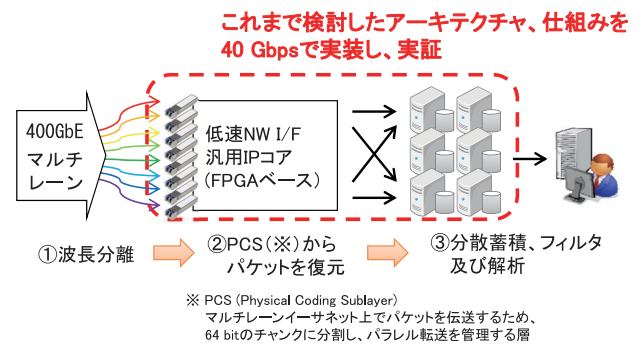 これまで検討したアーキテクチャ、仕組みを
40 Gbpsで実装し、実証
400GbE
マルチ
レーン
低速NW I/F
汎用IPコア
(FPGAベース)
①波長分離
②PCS(※)から
パケットを復元
③分散蓄積、フィルタ
及び解析
※ PCS (Physical Coding Sublayer)
マルチレーンイーサネット上でパケットを伝送するため、
64 bitのチャンクに分割し、パラレル転送を管理する層